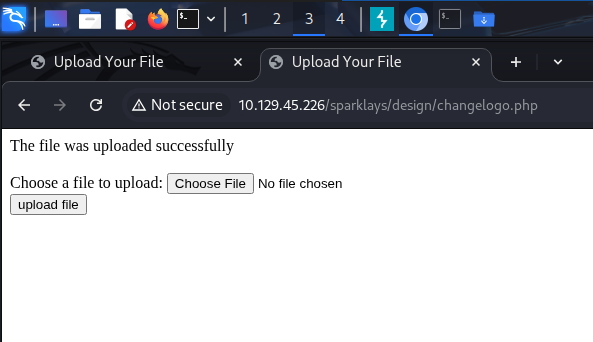 1 2 3 4
Upload Your File Upload Your File
Not secure 10.129.45.226/sparklays/design/changelogo.php
The file was uploaded successfully
Choose a file to upload: Choose File No file chosen
upload file